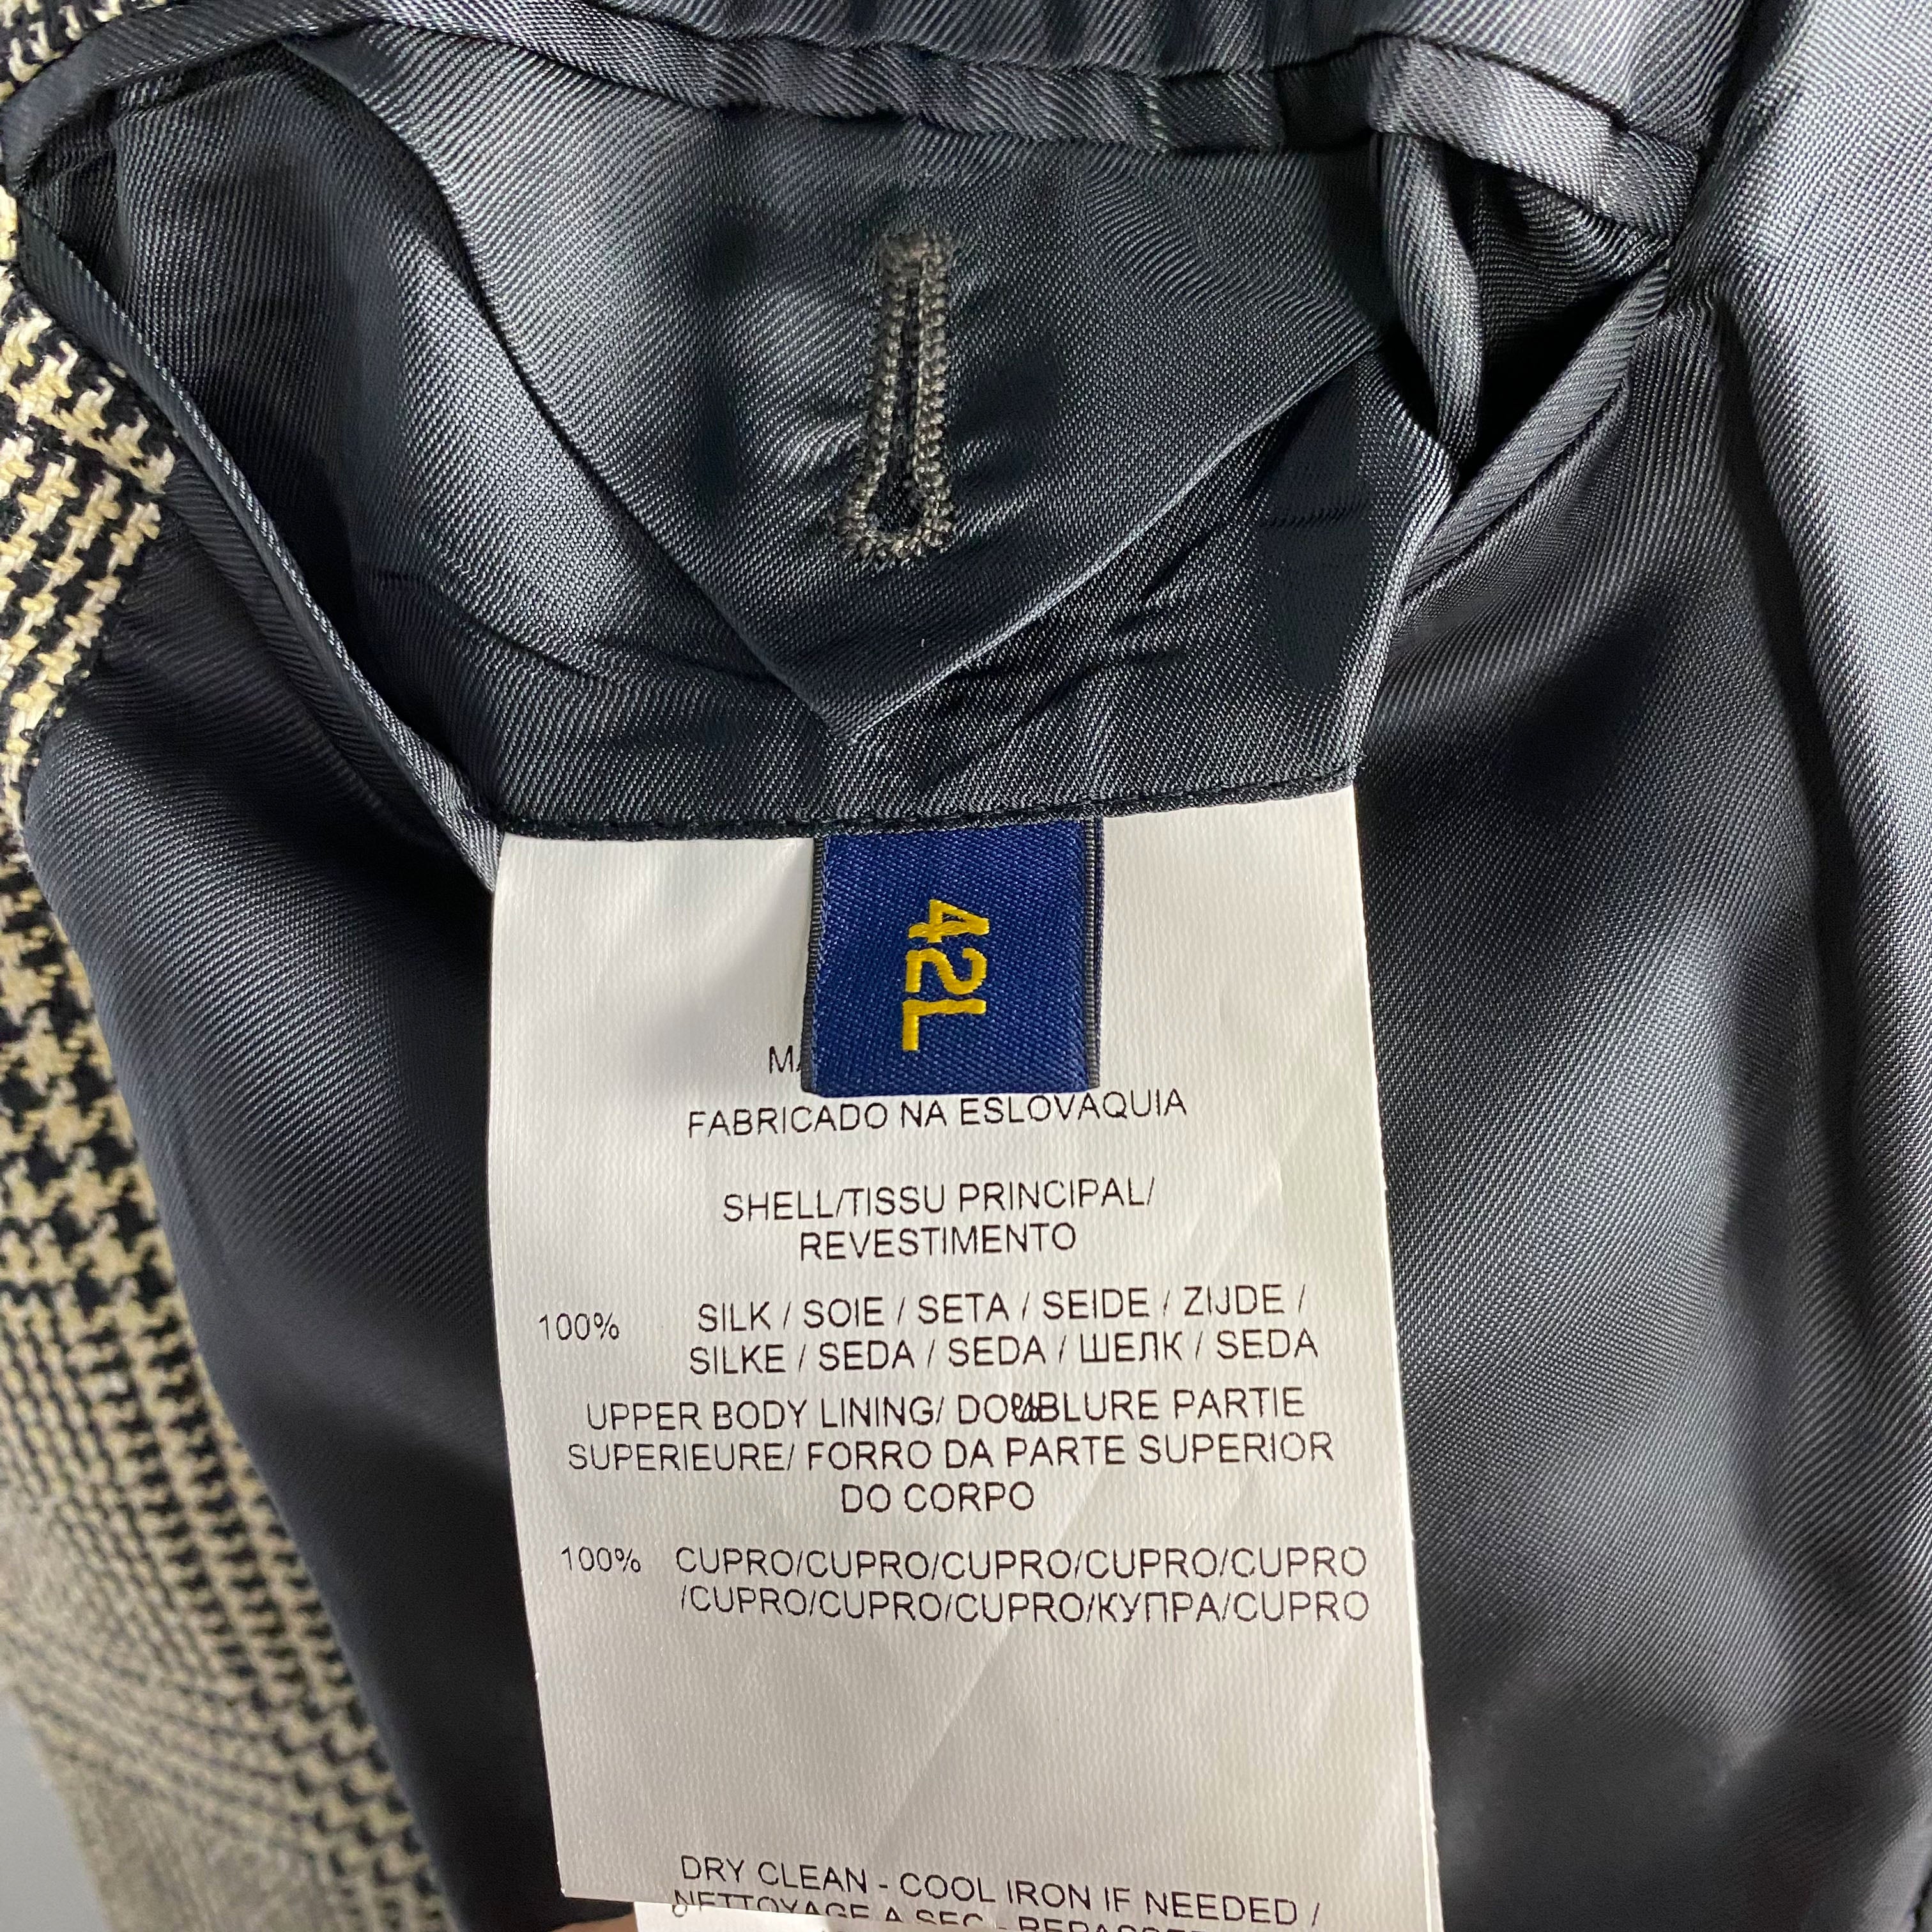 42L
FABRICADO NA ESLOVAQUIA
SHELL/TISSU PRINCIPAL/
REVESTIMENTO
100% SILK / SOIE / SETA / SEIDE / ZIJDE /
SILKE / SEDA / SEDA / ШЕЛК / SEDA
UPPER BODY LINING/ DOUBLURE PARTIE
SUPERIEURE/ FORRO DA PARTE SUPERIOR
DO CORPO
100% CUPRO/CUPRO/CUPRO/CUPRO/CUPRO
/CUPRO/CUPRO/CUPRO/КУПРА/CUPRO
DRY CLEAN - COOL IRON IF NEEDED /
NETTOYAGE A SEC -